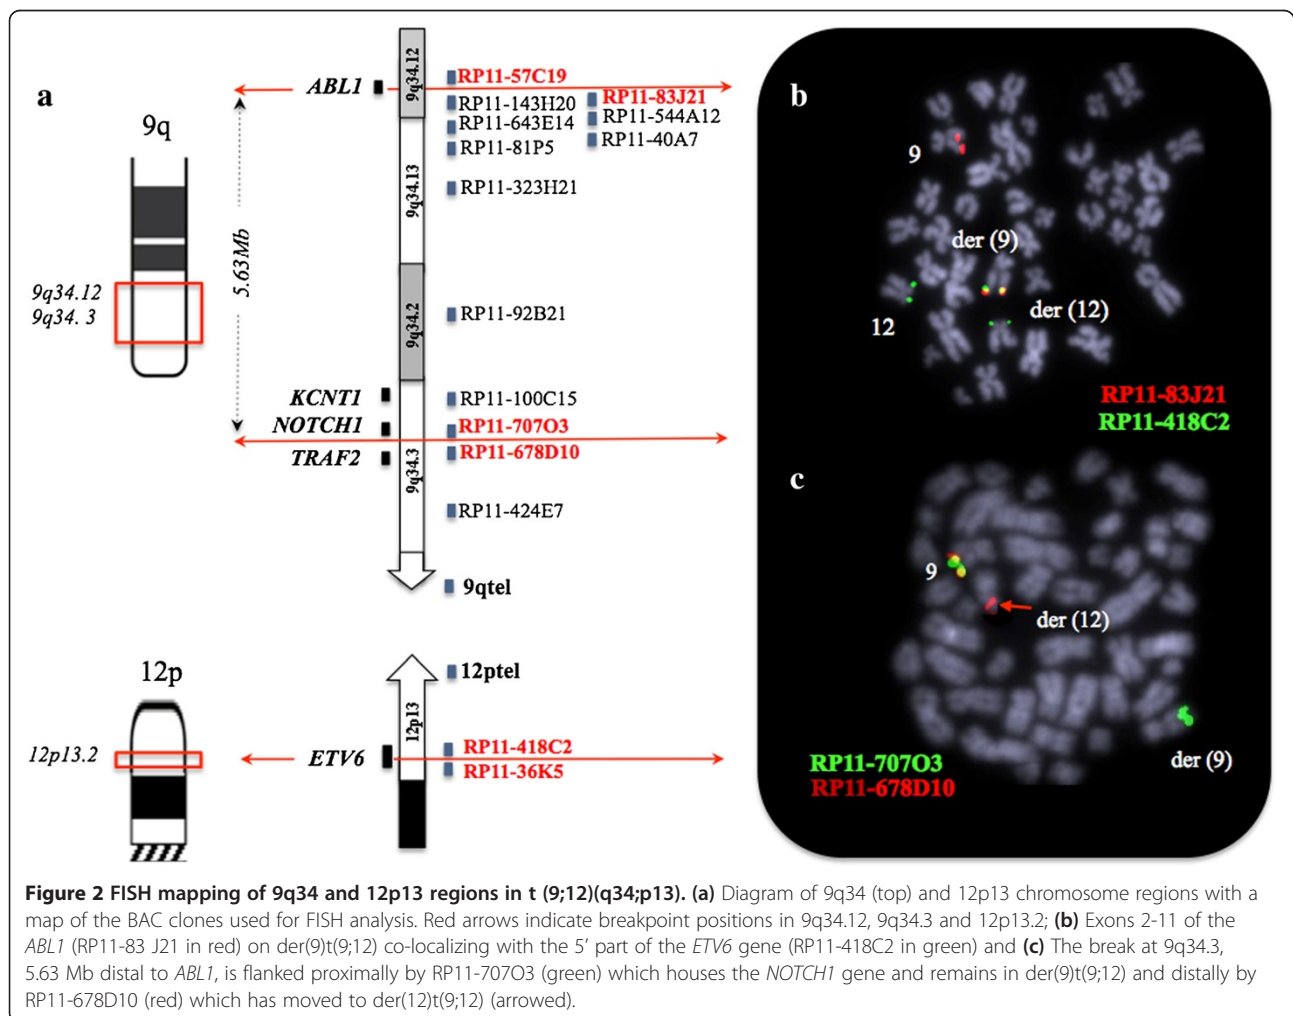 a
9q
9q34.12
9q34. 3
5.63Mb
ABL1
KCNT1
NOTCH1
TRAF2
9q34.12
9q34.13
9q34.2
9q34.3
RP11-57C19
RP11-143H20
RP11-643E14
RP11-81P5
RP11-83J21
RP11-544A12
RP11-40A7
RP11-323H21
RP11-92B21
RP11-100C15
RP11-707O3
RP11-678D10
RP11-424E7
9qtel
12p
12p13.2
ETV6
12p13
12ptel
RP11-418C2
RP11-36K5
b
9
der (9)
12
der (12)
RP11-83J21
RP11-418C2
c
9
der (12)
der (9)
RP11-707O3
RP11-678D10
Figure 2 FISH mapping of 9q34 and 12p13 regions in t (9;12)(q34;p13). (a) Diagram of 9q34 (top) and 12p13 chromosome regions with a
map of the BAC clones used for FISH analysis. Red arrows indicate breakpoint positions in 9q34.12, 9q34.3 and 12p13.2; (b) Exons 2-11 of the
ABL1 (RP11-83 J21 in red) on der(9)t(9;12) co-localizing with the 5′ part of the ETV6 gene (RP11-418C2 in green) and (c) The break at 9q34.3,
5.63 Mb distal to ABL1, is flanked proximally by RP11-707O3 (green) which houses the NOTCH1 gene and remains in der(9)t(9;12) and distally by
RP11-678D10 (red) which has moved to der(12)t(9;12) (arrowed).